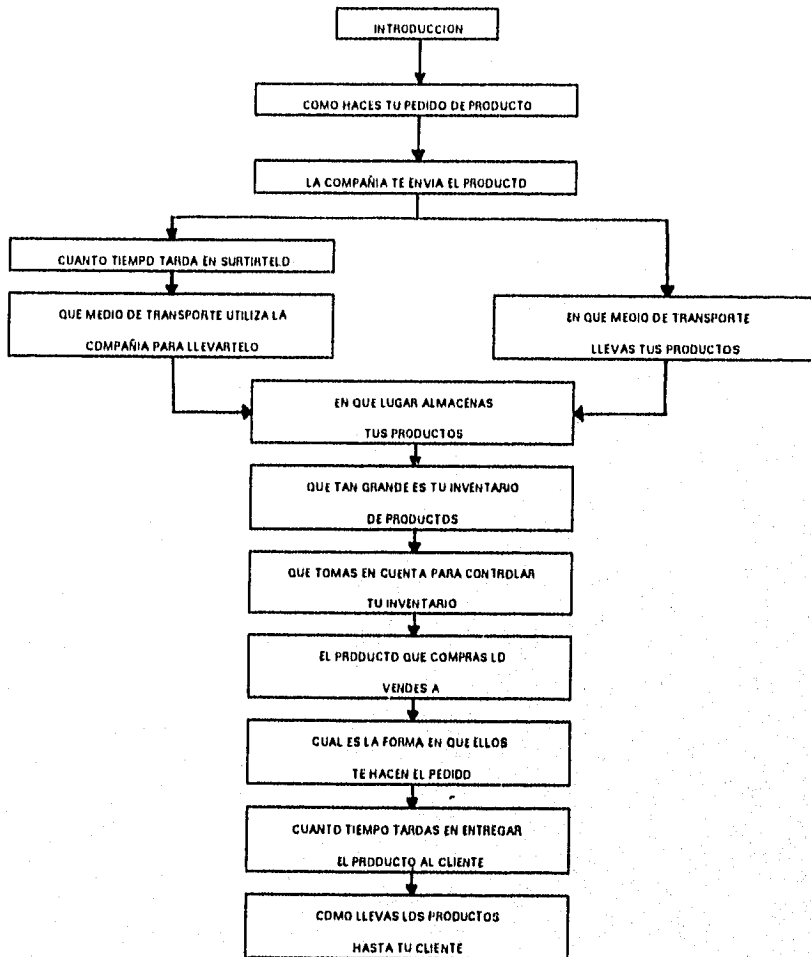 INTRODUCCION
COMO HACES TU PEDIDO DE PRODUCTO
LA COMPAÑIA TE ENVIA EL PRODUCTO
CUANTO TIEMPO TARDA EN SURTIRTELO
QUE MEDIO DE TRANSPORTE UTILIZA LA
COMPAÑIA PARA LLEVARTELO
EN QUE MEDIO DE TRANSPORTE
LLEVAS TUS PRODUCTOS
EN QUE LUGAR ALMACENAS
TUS PRODUCTOS
QUE TAN GRANDE ES TU INVENTARIO
DE PRODUCTOS
QUE TOMAS EN CUENTA PARA CONTROLAR
TU INVENTARIO
EL PRODUCTO QUE COMPRAS LO
VENDES A
CUAL ES LA FORMA EN QUE ELLOS
TE HACEN EL PEDIDO
CUANTO TIEMPO TARDAS EN ENTREGAR
EL PRODUCTO AL CLIENTE
COMO LLEVAS LOS PRODUCTOS
HASTA TU CLIENTE